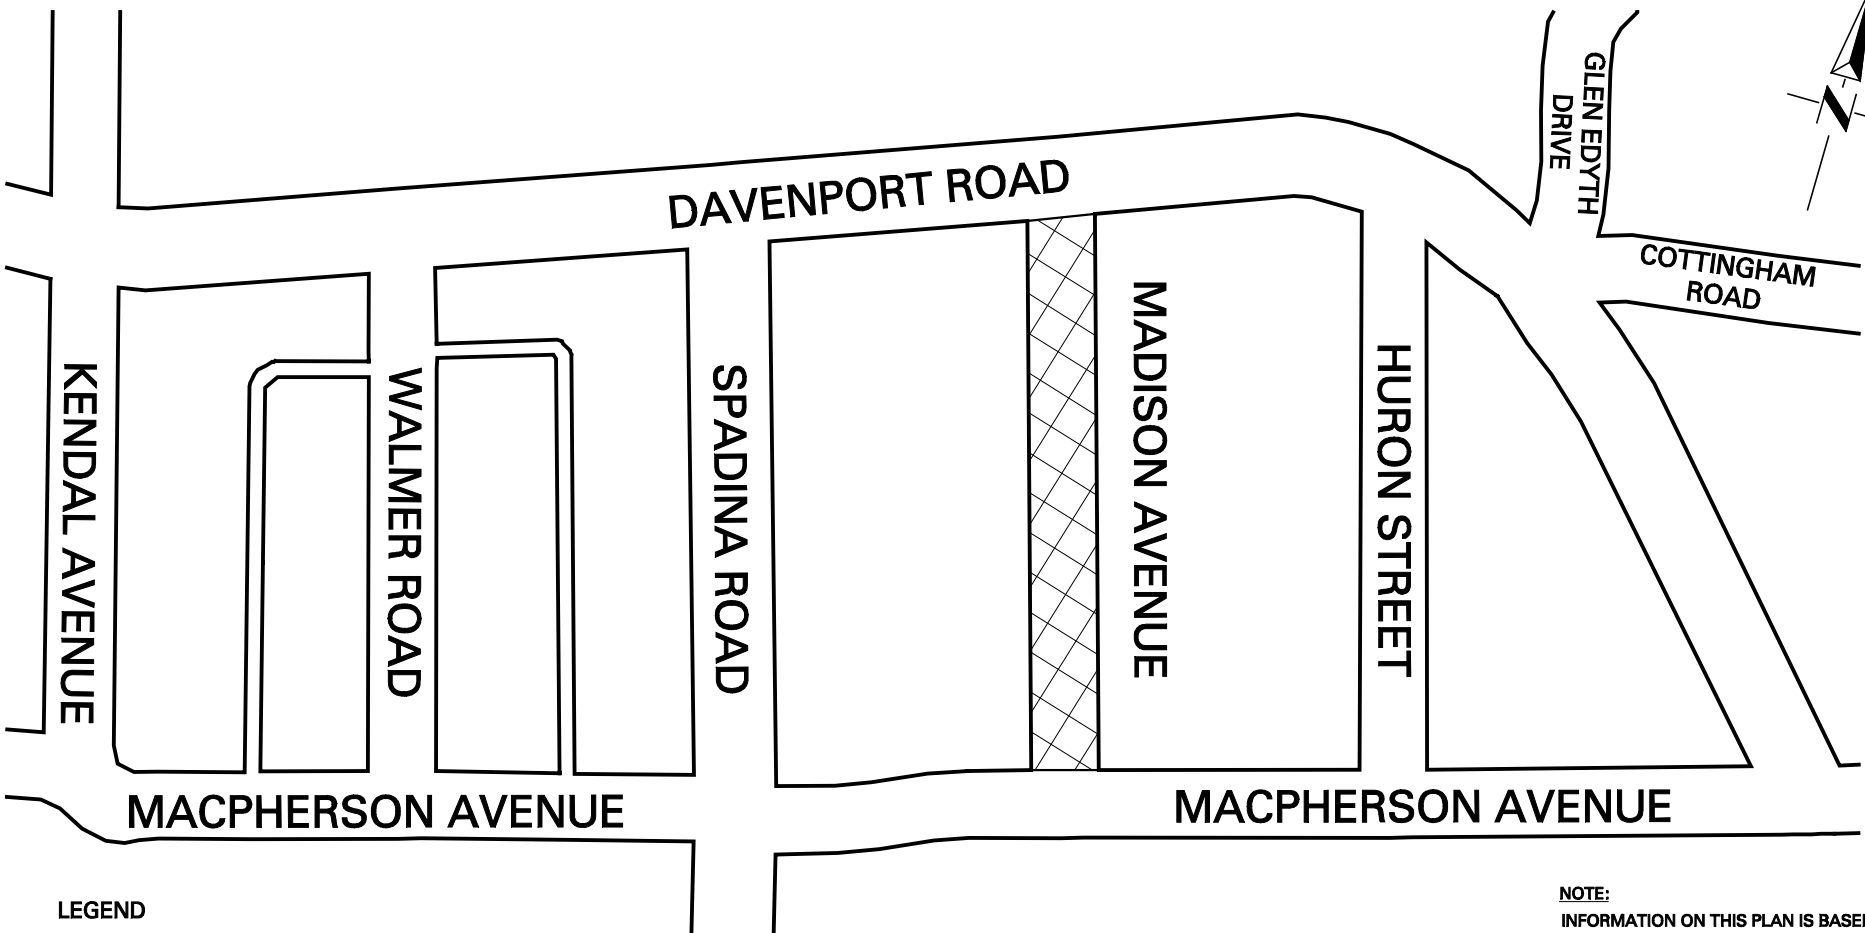 GLEN EDYTH
DRIVE
N
DAVENPORT ROAD
COTTINGHAM
ROAD
KENDAL AVENUE
WALMER ROAD
SPADINA ROAD
MADISON AVENUE
HURON STREET
MACPHERSON AVENUE
MACPHERSON AVENUE
LEGEND
NOTE:
INFORMATION ON THIS PLAN IS